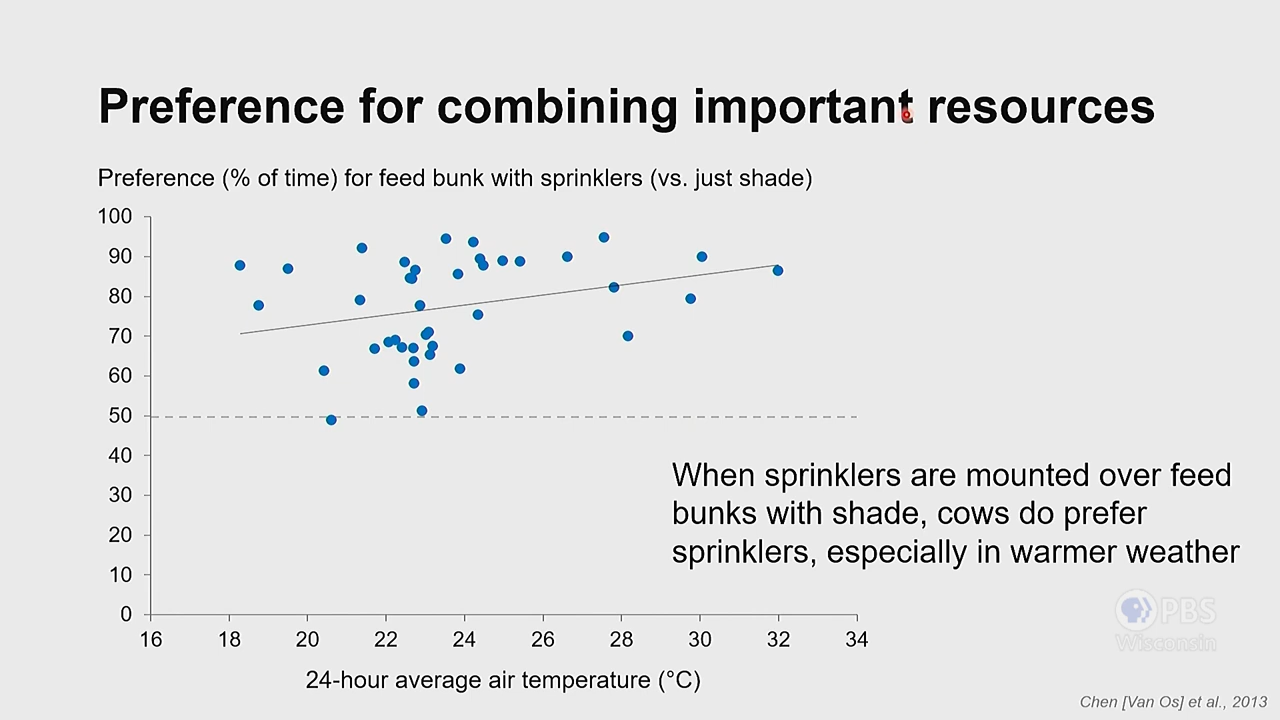 Preference for combining important resources
Preference (% of time) for feed bunk with sprinklers (vs. just shade)
100
90
80
70
60
50
40
30
20
10
0
16 18 20 22 24 26 28 30 32 34
24-hour average air temperature (°C)
When sprinklers are mounted over feed
bunks with shade, cows do prefer
sprinklers, especially in warmer weather
PBS
Wisconsin
Chen [Van Os] et al., 2013